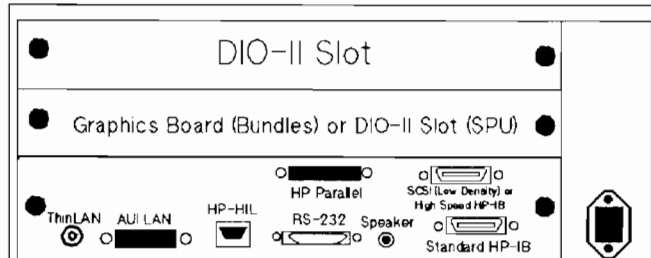 DIO-II Slot
Graphics Board (Bundles) or DIO-II Slot (SPU)
HP Parallel
SCSI (Low Density) or
High Speed HP-IB
ThinLAN
AUI LAN
HP-HIL
RS-232
Speaker
Standard HP-IB